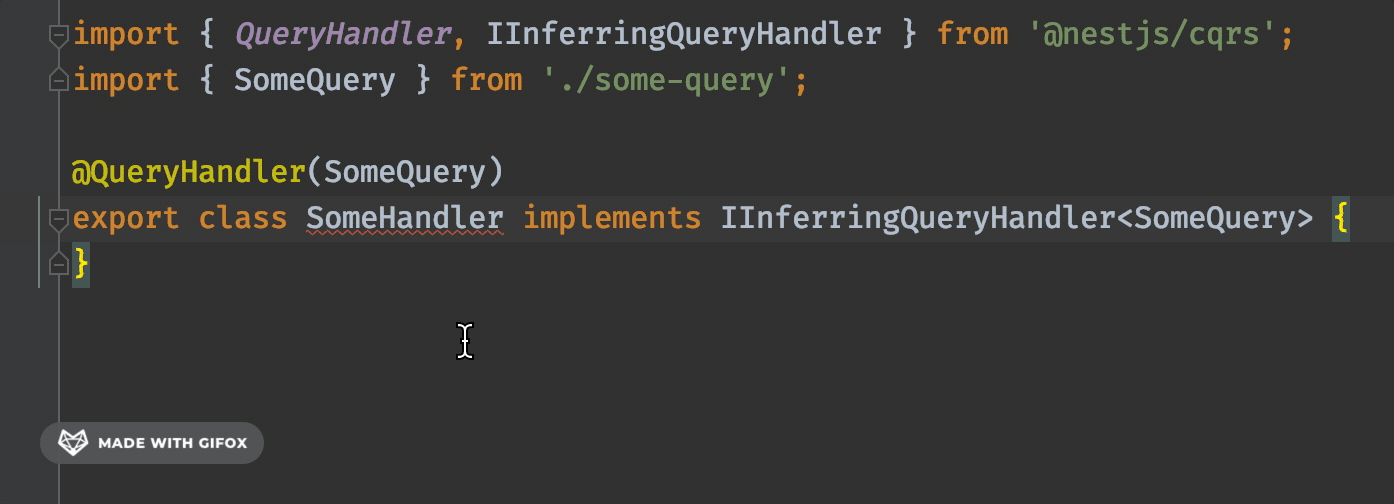 import { QueryHandler, IInferringQueryHandler } from '@nestjs/cqrs';
import { SomeQuery } from './some-query';
@QueryHandler(SomeQuery)
export class SomeHandler implements IInferringQueryHandler<SomeQuery> {
}
MADE WITH GIFOX